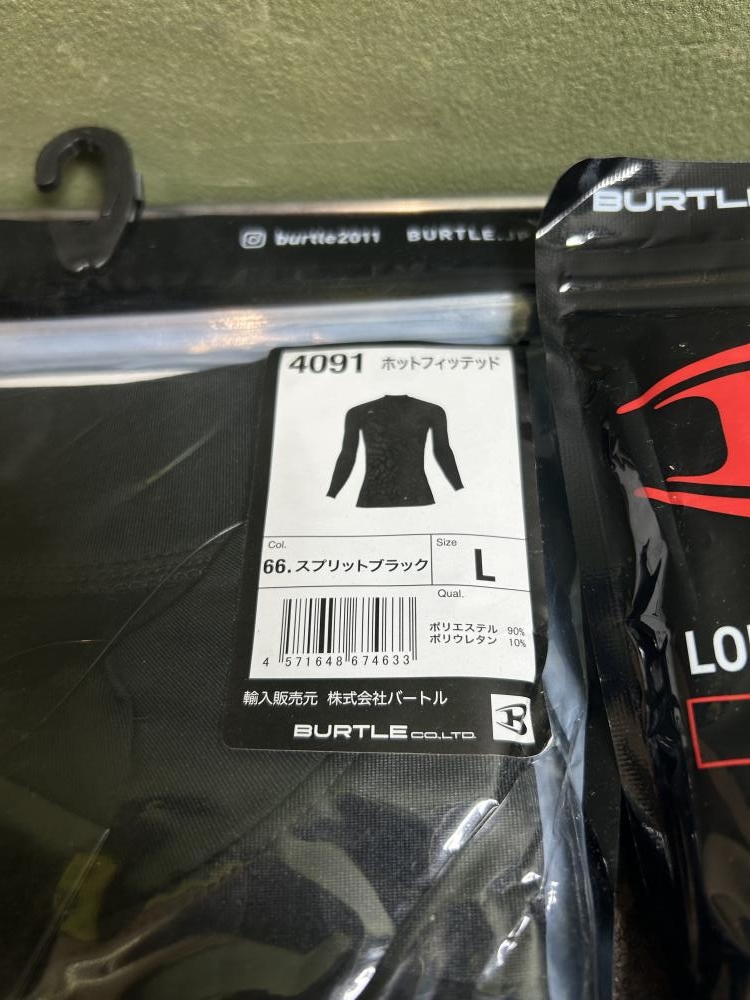 burtle2011 BURTLE.JP
BURTLE
4091 ホットフィッテッド
Col.
66.スプリットブラック
Size
L
Qual.
ポリエステル 90%
ポリウレタン 10%
4 571648 674633
輸入販売元 株式会社バートル
BURTLE CO.,LTD.